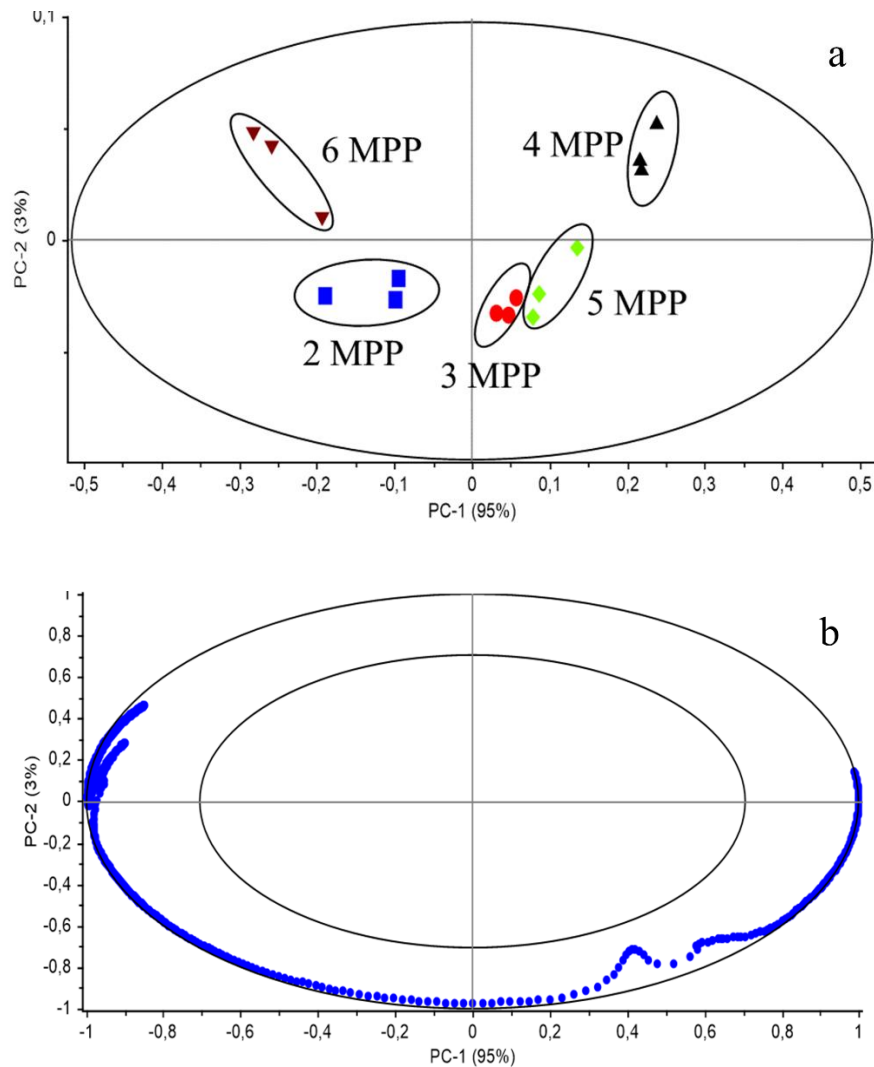 0,1
a
6 MPP
4 MPP
PC-2 (3%)
0
5 MPP
2 MPP
3 MPP
-0,5 -0,4 -0,3 -0,2 -0,1 0 0,1 0,2 0,3 0,4 0,5
PC-1 (95%)
1
b
0,8
0,6
0,4
0,2
PC-2 (3%)
0
-0,2
-0,4
-0,6
-0,8
-1
-1 -0,8 -0,6 -0,4 -0,2 0 0,2 0,4 0,6 0,8 1
PC-1 (95%)